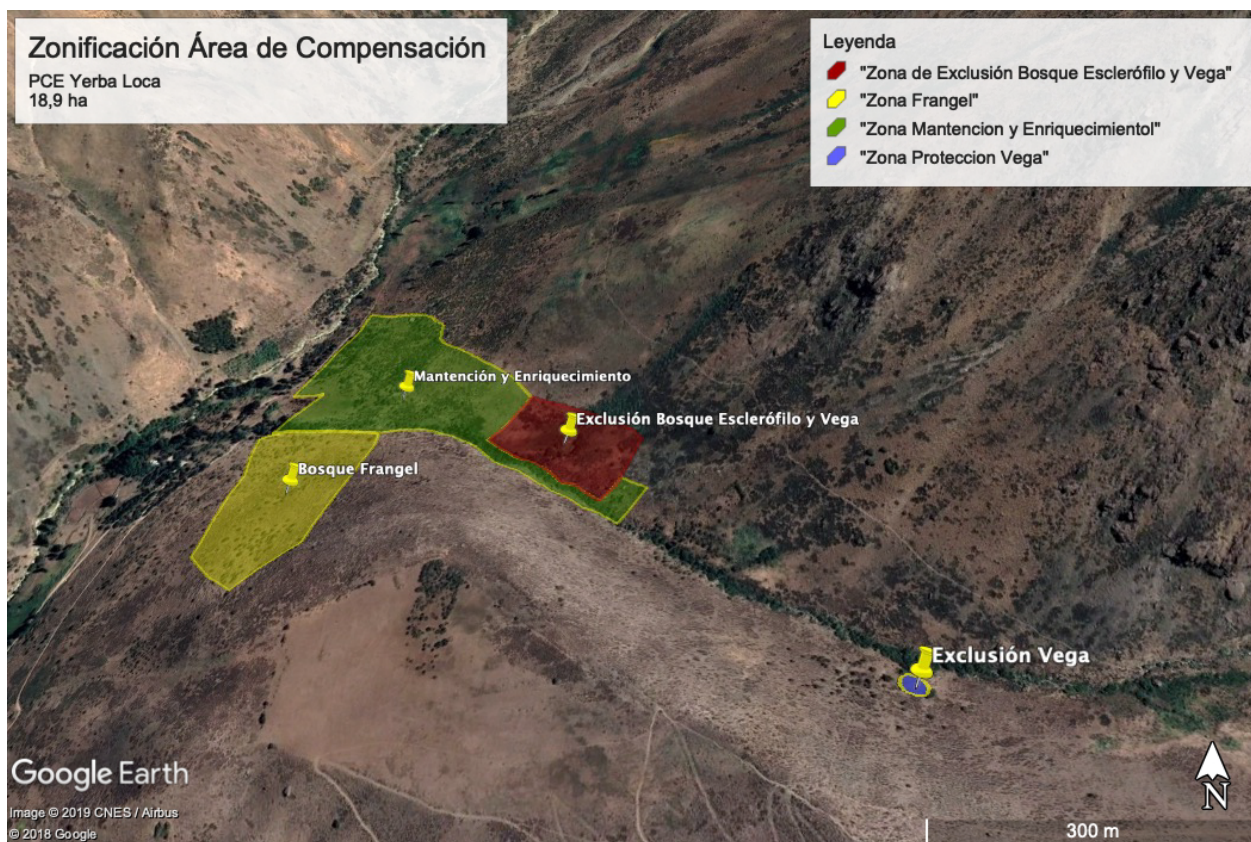 Zonificación Área de Compensación
PCE Yerba Loca
18,9 ha
Leyenda
"Zona de Exclusión Bosque Esclerófilo y Vega"
"Zona Frangel"
"Zona Mantencion y Enriquecimientol"
"Zona Proteccion Vega"
Mantención y Enriquecimiento
Exclusión Bosque Esclerófilo y Vega
Bosque Frangel
Exclusión Vega
Google Earth
Image © 2019 CNES / Airbus
© 2018 Google
N
300 m